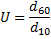 U = d₆₀/d₁₀